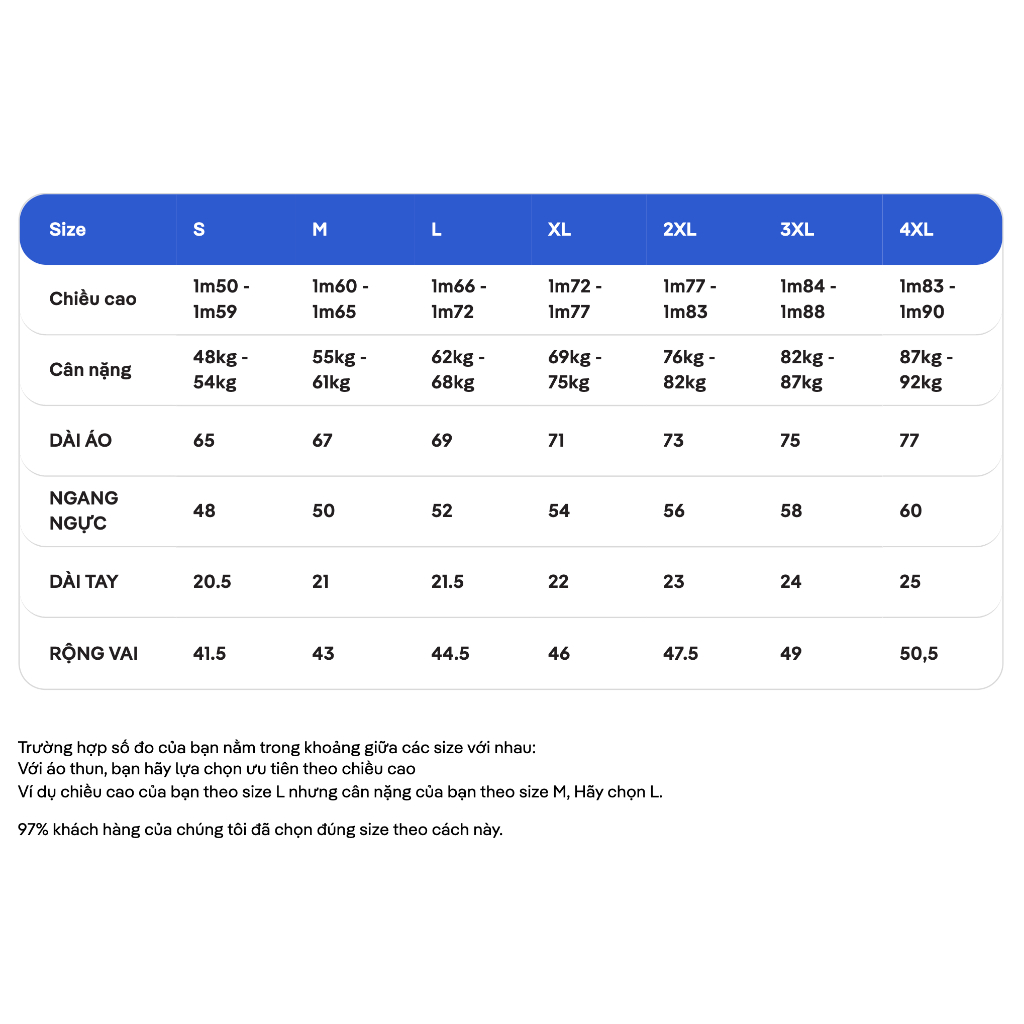 Size S M L XL 2XL 3XL 4XL
Chiều cao 1m50 - 1m59 1m60 - 1m65 1m66 - 1m72 1m72 - 1m77 1m77 - 1m83 1m84 - 1m88 1m83 - 1m90
Cân nặng 48kg - 54kg 55kg - 61kg 62kg - 68kg 69kg - 75kg 76kg - 82kg 82kg - 87kg 87kg - 92kg
DÀI ÁO 65 67 69 71 73 75 77
NGANG NGỰC 48 50 52 54 56 58 60
DÀI TAY 20.5 21 21.5 22 23 24 25
RỘNG VAI 41.5 43 44.5 46 47.5 49 50,5
Trường hợp số đo của bạn nằm trong khoảng giữa các size với nhau:
Với áo thun, bạn hãy lựa chọn ưu tiên theo chiều cao
Ví dụ chiều cao của bạn theo size L nhưng cân nặng của bạn theo size M, Hãy chọn L.
97% khách hàng của chúng tôi đã chọn đúng size theo cách này.